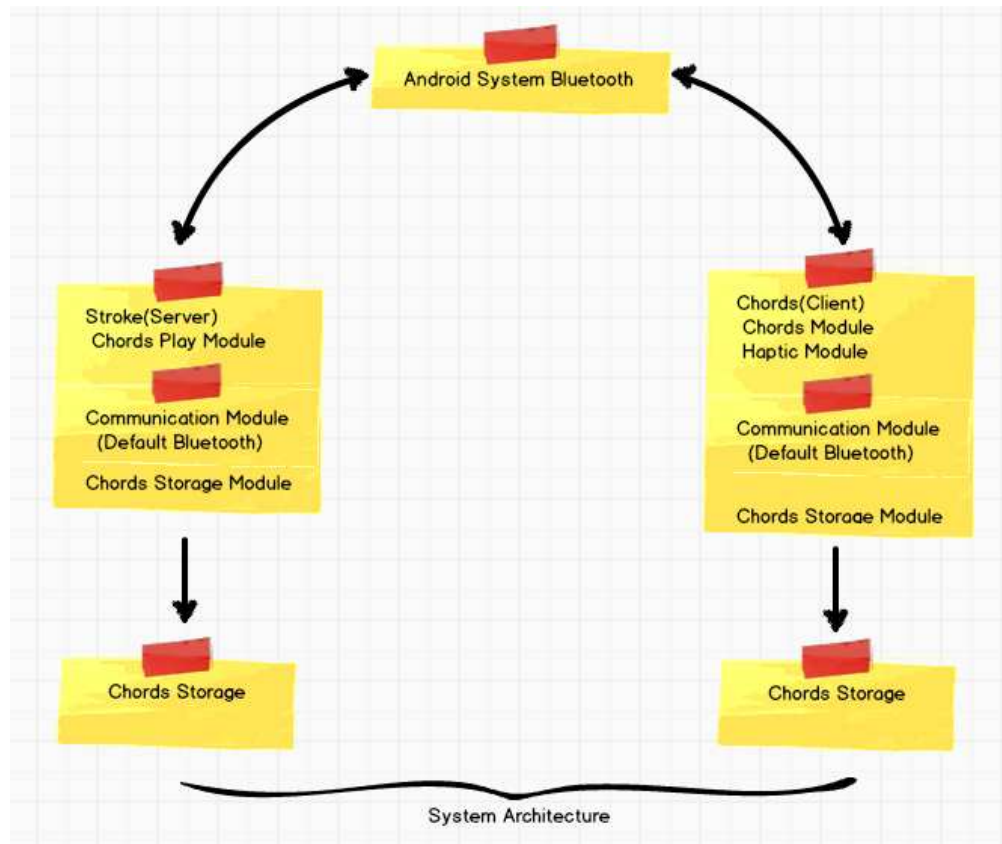 Android System Bluetooth
Stroke(Server)
Chords Play Module
Communication Module
(Default Bluetooth)
Chords Storage Module
Chords(Client)
Chords Module
Haptic Module
Communication Module
(Default Bluetooth)
Chords Storage Module
Chords Storage
Chords Storage
System Architecture